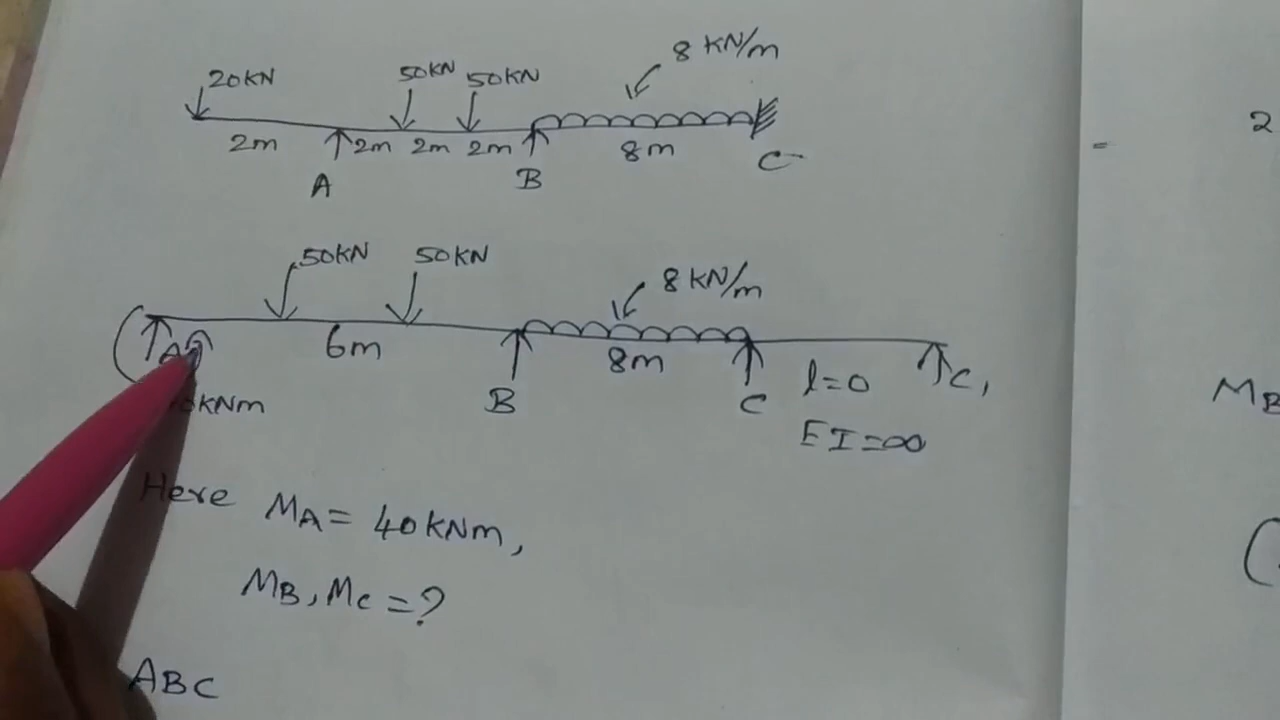 20KN 50KN 50KN 8 KN/m
2m 2m 2m 2m 8m
A B C
50KN 50KN 8 KN/m
A 6m 8m l=0 C1
B C
kNm EI=∞
Here MA = 40kNm,
MB, MC = ?
ABC
2
=
MB
(